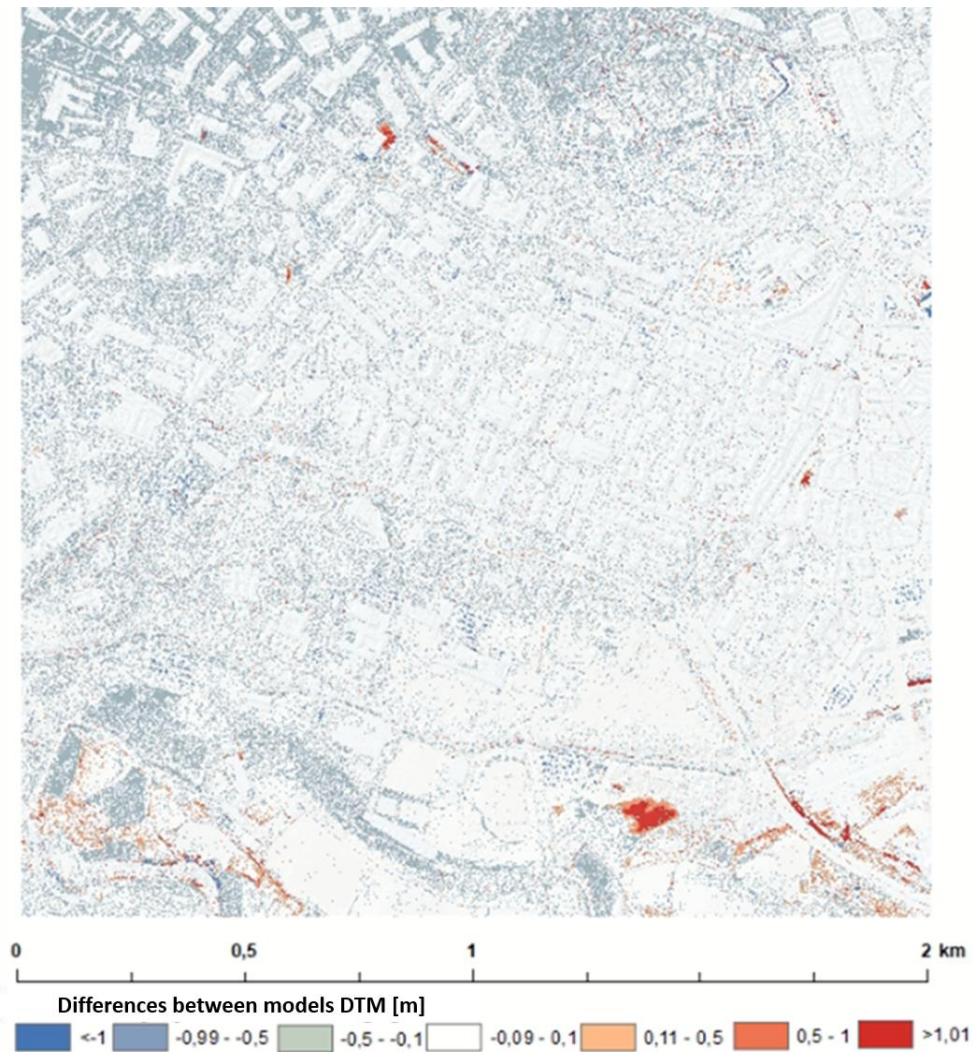 0 0,5 1 2 km
Differences between models DTM [m]
<-1 -0,99 - -0,5 -0,5 - -0,1 -0,09 - 0,1 0,11 - 0,5 0,5 - 1 >1,01